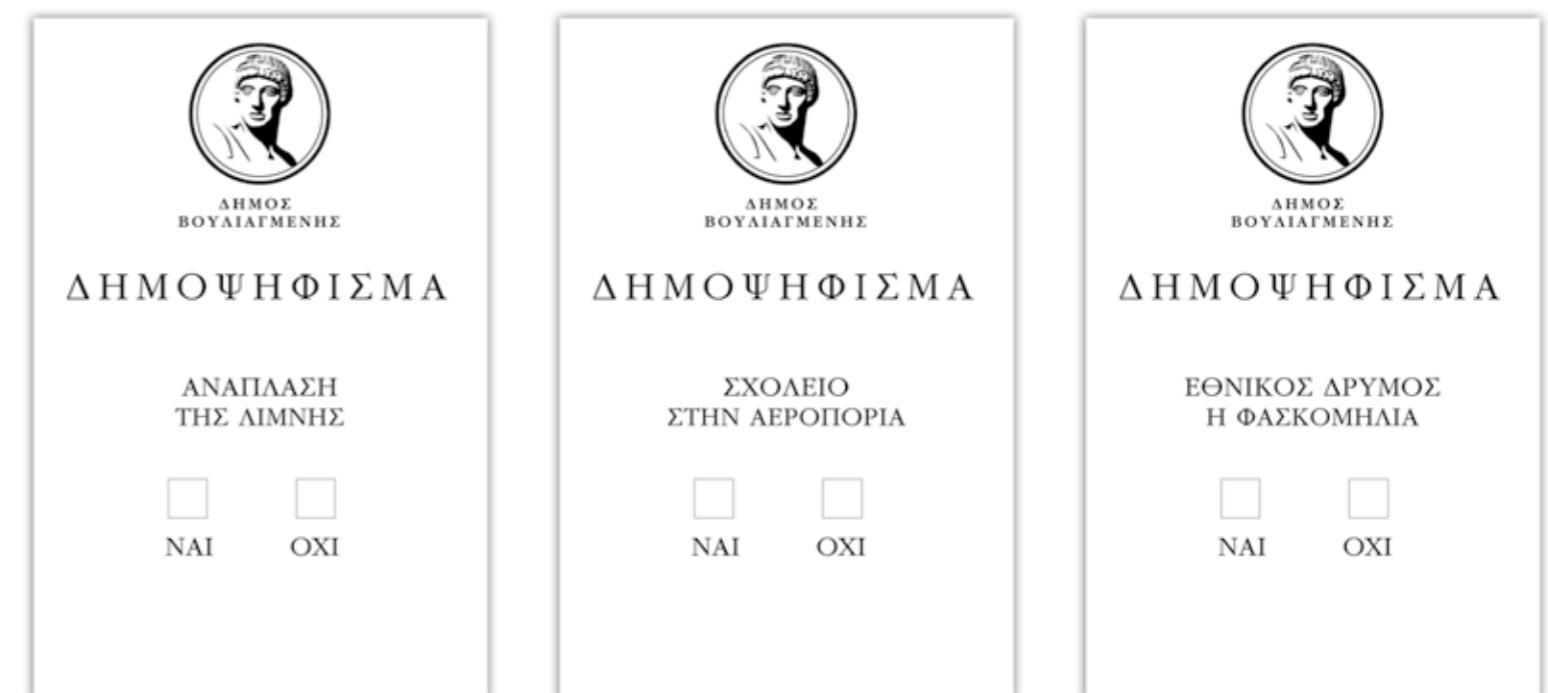 ΔΗΜΟΣ
ΒΟΥΛΙΑΓΜΕΝΗΣ
ΔΗΜΟΨΗΦΙΣΜΑ
ΑΝΑΠΛΑΣΗ
ΤΗΣ ΛΙΜΝΗΣ
ΝΑΙ ΟΧΙ
ΔΗΜΟΣ
ΒΟΥΛΙΑΓΜΕΝΗΣ
ΔΗΜΟΨΗΦΙΣΜΑ
ΣΧΟΛΕΙΟ
ΣΤΗΝ ΑΕΡΟΠΟΡΙΑ
ΝΑΙ ΟΧΙ
ΔΗΜΟΣ
ΒΟΥΛΙΑΓΜΕΝΗΣ
ΔΗΜΟΨΗΦΙΣΜΑ
ΕΘΝΙΚΟΣ ΔΡΥΜΟΣ
Η ΦΑΣΚΟΜΗΛΙΑ
ΝΑΙ ΟΧΙ